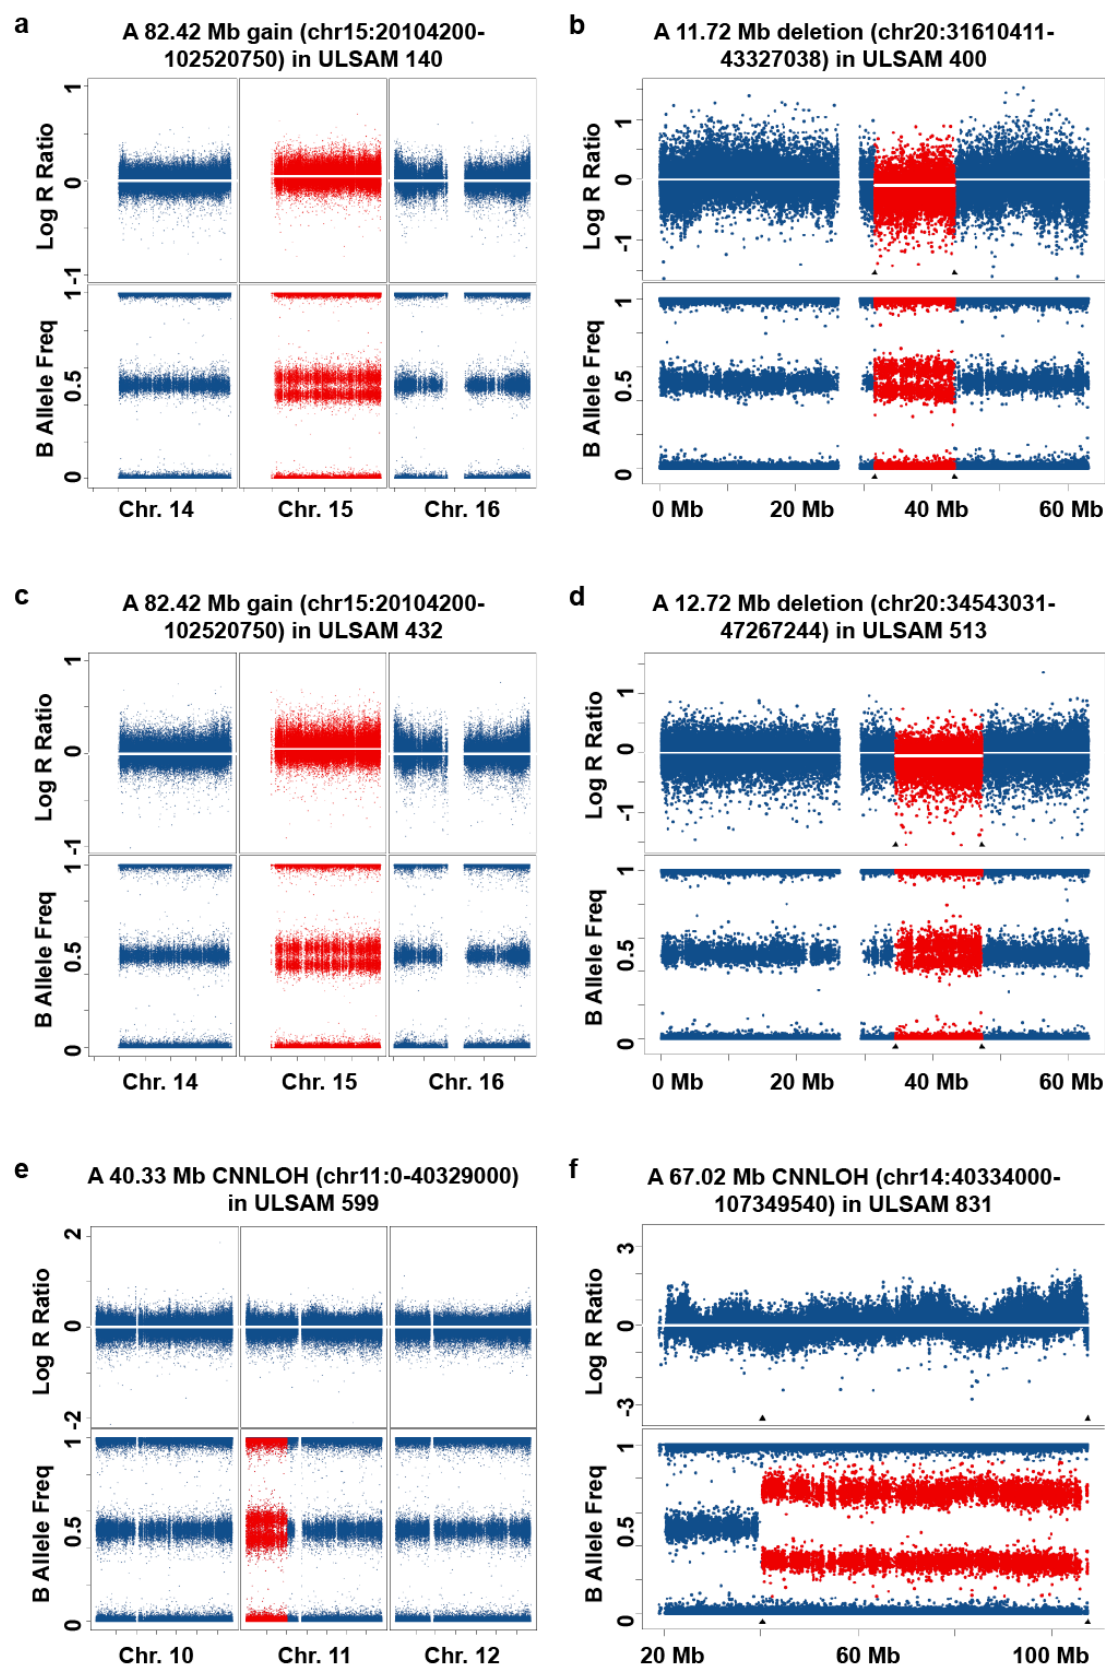 a
A 82.42 Mb gain (chr15:20104200-
102520750) in ULSAM 140
Log R Ratio
1
0
-1
B Allele Freq
1
0.5
0
Chr. 14
Chr. 15
Chr. 16
b
A 11.72 Mb deletion (chr20:31610411-
43327038) in ULSAM 400
Log R Ratio
1
0
-1
B Allele Freq
1
0.5
0
0 Mb
20 Mb
40 Mb
60 Mb
c
A 82.42 Mb gain (chr15:20104200-
102520750) in ULSAM 432
Log R Ratio
1
0
-1
B Allele Freq
1
0.5
0
Chr. 14
Chr. 15
Chr. 16
d
A 12.72 Mb deletion (chr20:34543031-
47267244) in ULSAM 513
Log R Ratio
1
0
-1
B Allele Freq
1
0.5
0
0 Mb
20 Mb
40 Mb
60 Mb
e
A 40.33 Mb CNNLOH (chr11:0-40329000)
in ULSAM 599
Log R Ratio
2
0
-2
B Allele Freq
1
0.5
0
Chr. 10
Chr. 11
Chr. 12
f
A 67.02 Mb CNNLOH (chr14:40334000-
107349540) in ULSAM 831
Log R Ratio
3
0
-3
B Allele Freq
1
0.5
0
20 Mb
60 Mb
100 Mb